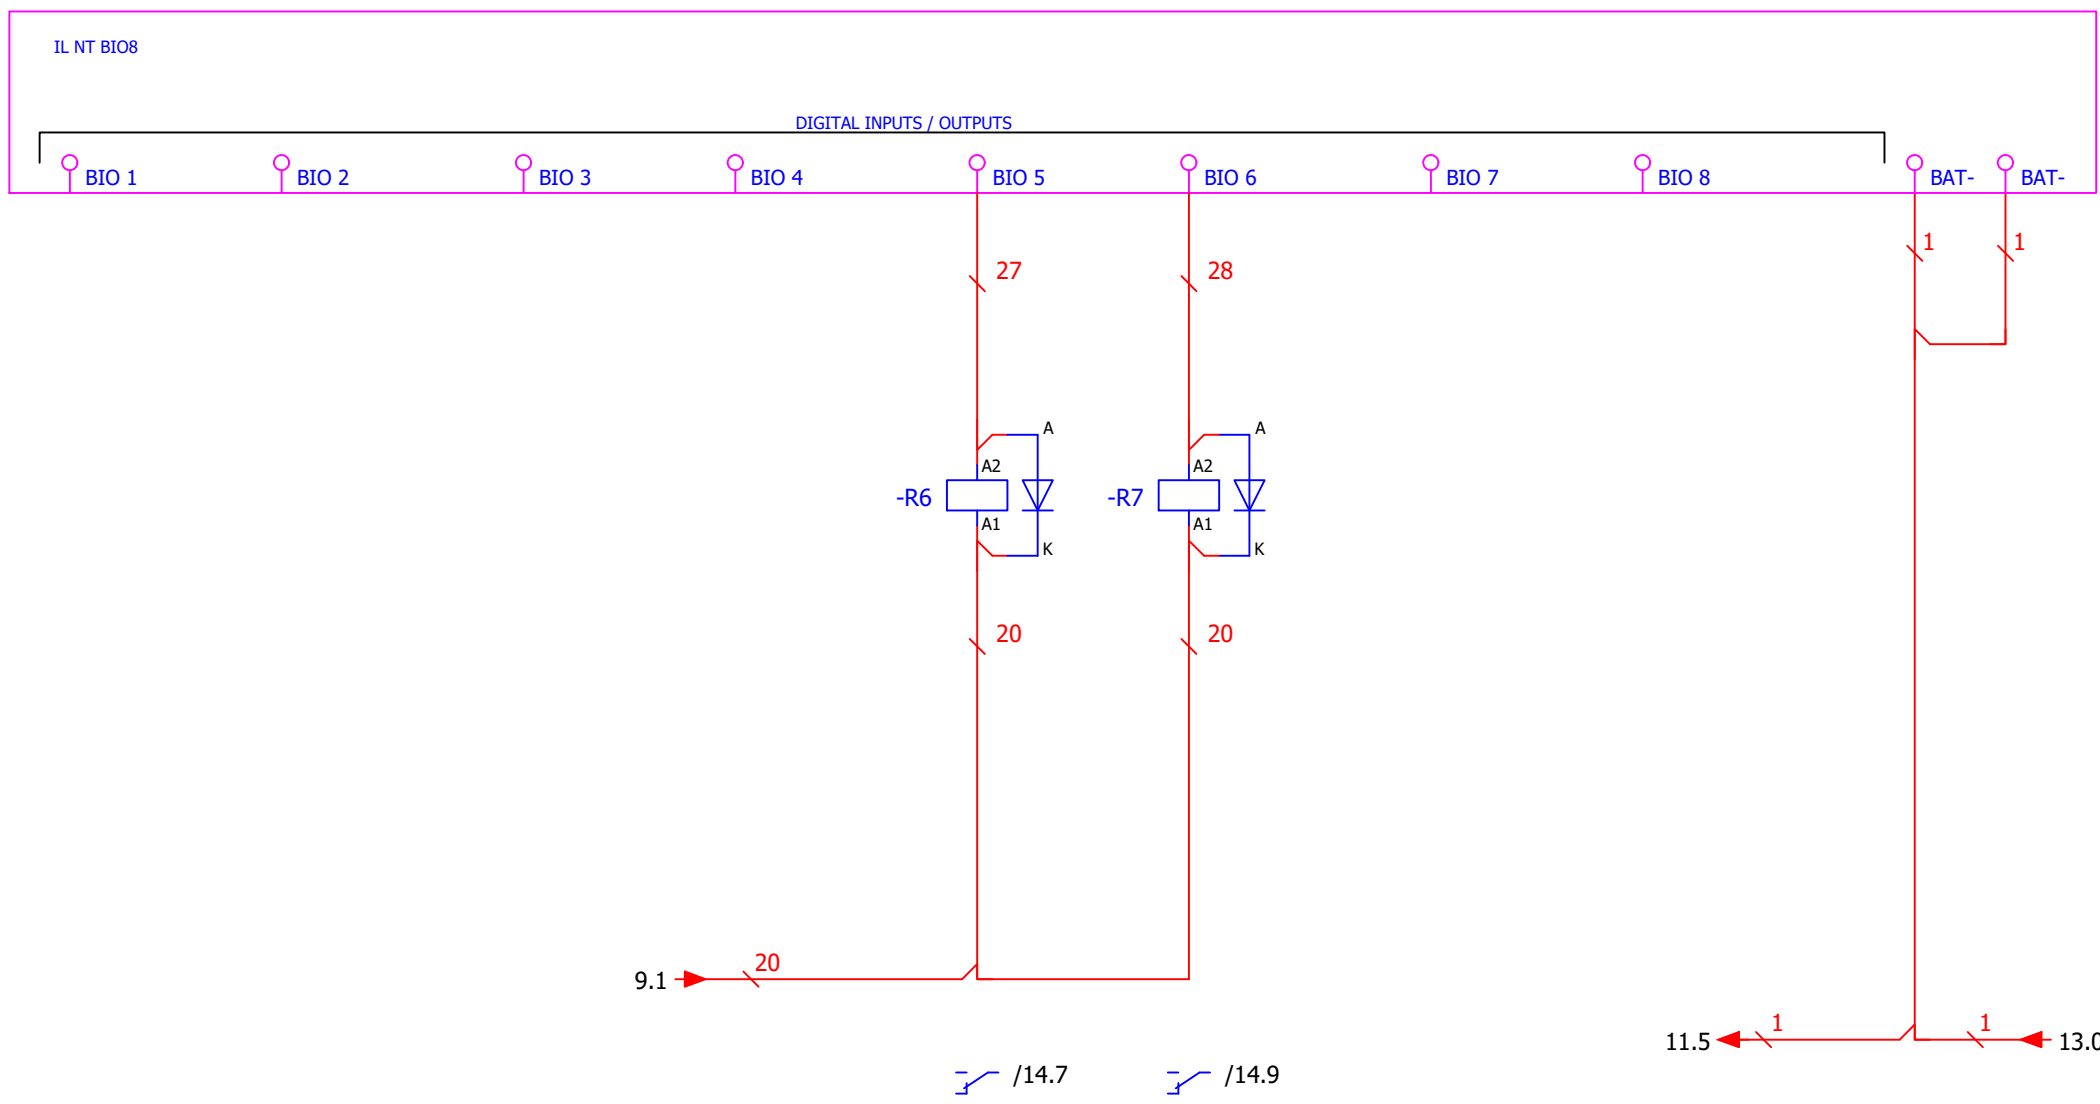 IL NT BIO8
DIGITAL INPUTS / OUTPUTS
BIO 1
BIO 2
BIO 3
BIO 4
BIO 5
BIO 6
BIO 7
BIO 8
BAT-
BAT-
1
1
27
28
A
A
A2
A2
-R6
-R7
A1
A1
K
K
20
20
20
9.1
1
1
11.5
13.0
/14.7
/14.9